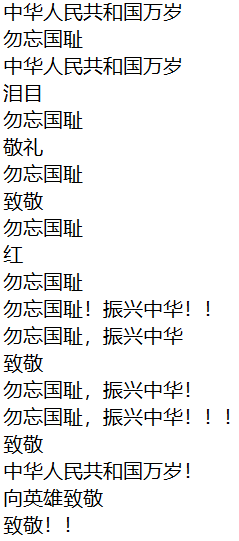 中华人民共和国万岁
勿忘国耻
中华人民共和国万岁
泪目
勿忘国耻
敬礼
勿忘国耻
致敬
勿忘国耻
红
勿忘国耻
勿忘国耻！振兴中华！！
勿忘国耻，振兴中华
致敬
勿忘国耻，振兴中华！
勿忘国耻，振兴中华！！！
致敬
中华人民共和国万岁！
向英雄致敬
致敬！！